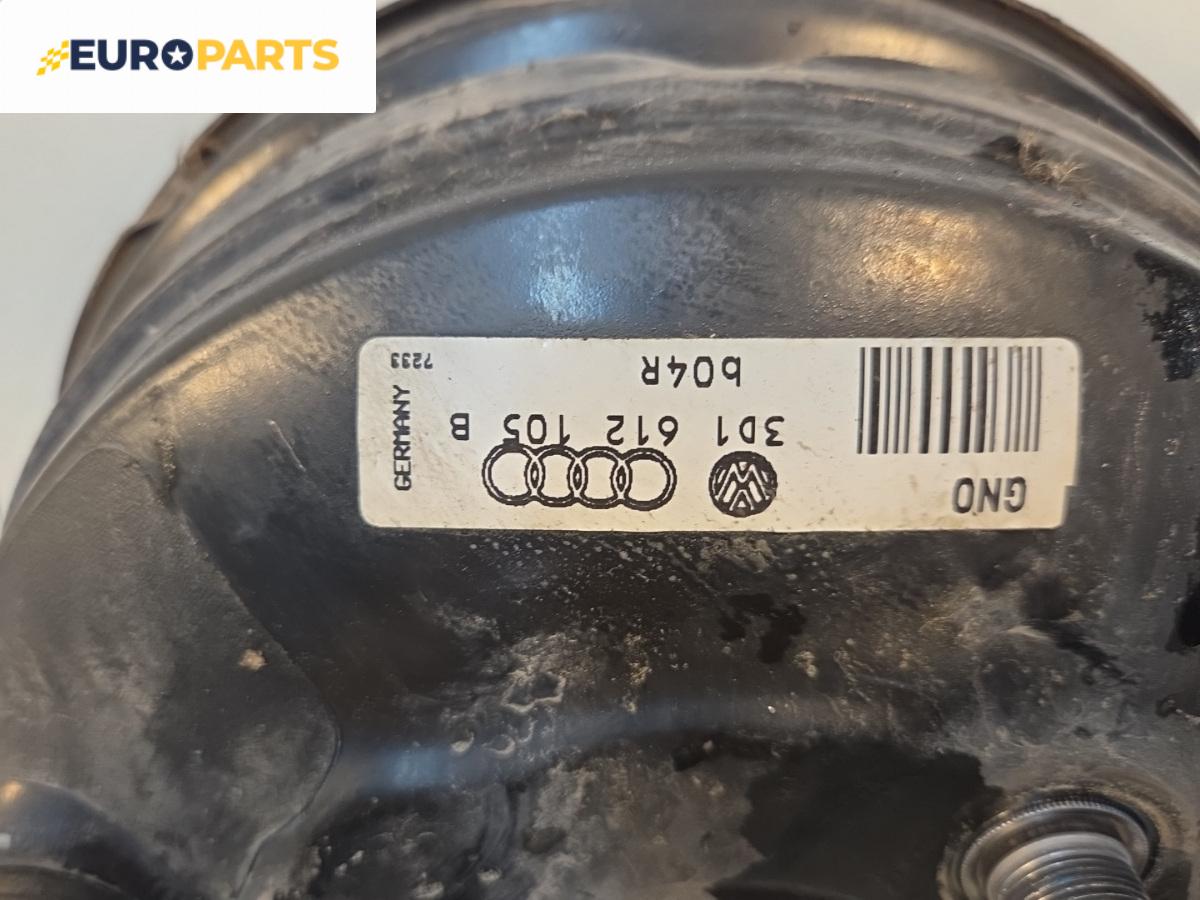 EUROPARTS
GNO
3D1 612 105 B
b04R
GERMANY
7233